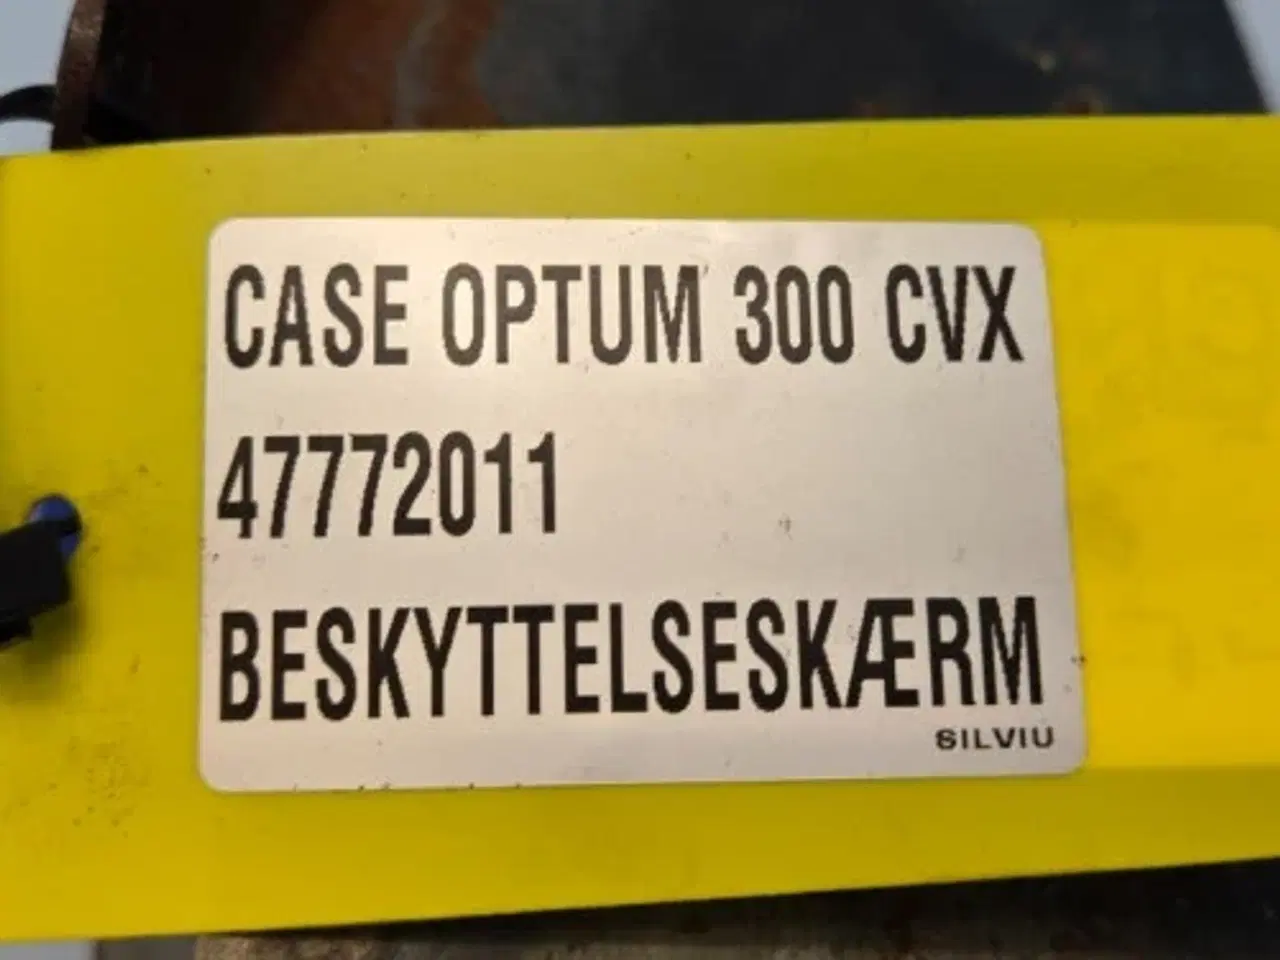 CASE OPTUM 300 CVX
47772011
BESKYTTELSESKÆRM
SILVIU